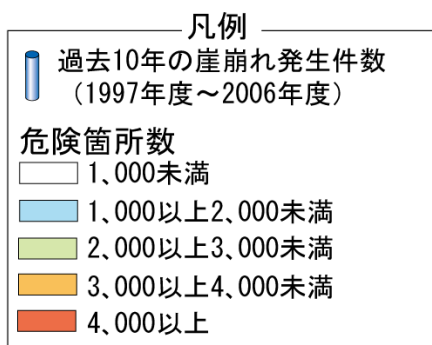 凡例
過去10年の崖崩れ発生件数
(1997年度～2006年度)
危険箇所数
1,000未満
1,000以上2,000未満
2,000以上3,000未満
3,000以上4,000未満
4,000以上